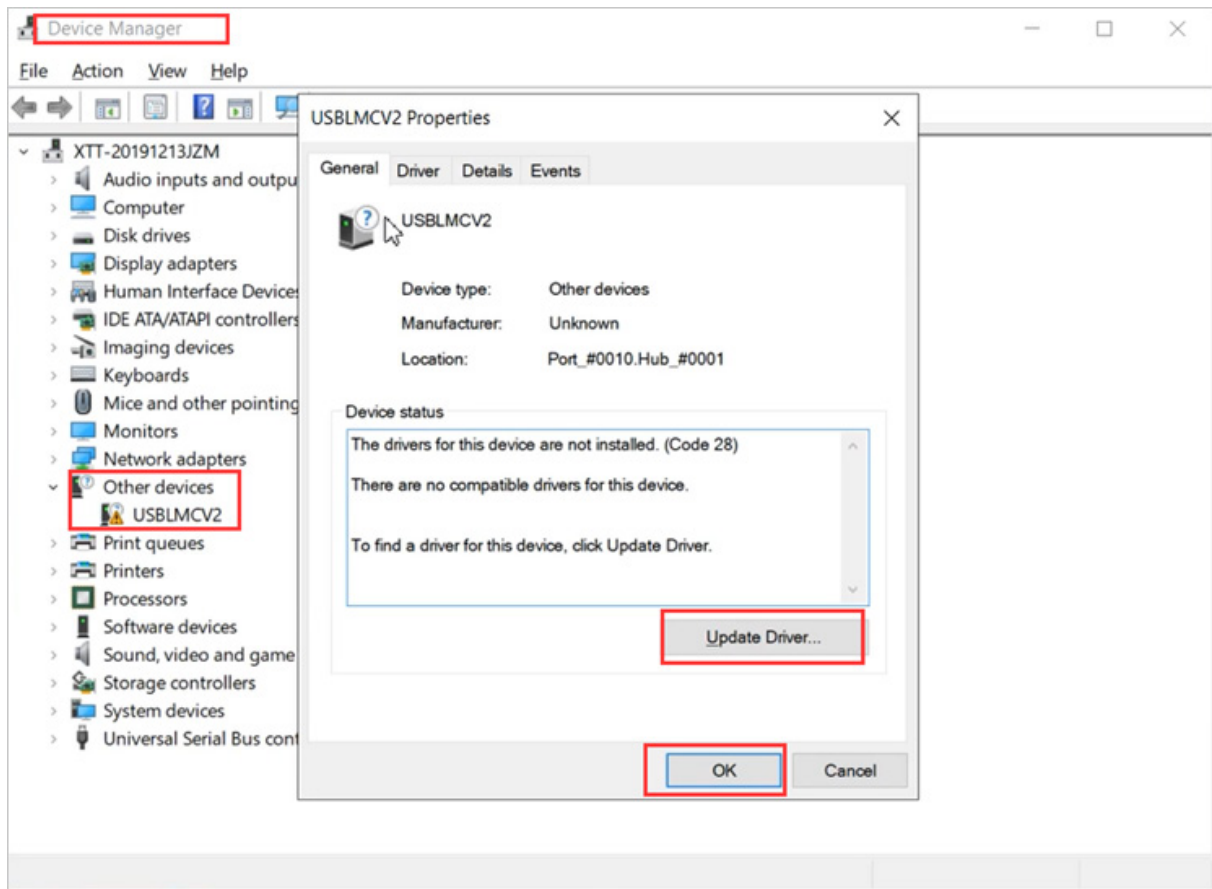 Device Manager
File Action View Help
XTT-20191213JZM
Audio inputs and outpu
Computer
Disk drives
Display adapters
Human Interface Devices
IDE ATA/ATAPI controllers
Imaging devices
Keyboards
Mice and other pointing
Monitors
Network adapters
Other devices
USBLMCV2
Print queues
Printers
Processors
Software devices
Sound, video and game
Storage controllers
System devices
Universal Serial Bus cont
USBLMCV2 Properties
General Driver Details Events
USBLMCV2
Device type: Other devices
Manufacturer: Unknown
Location: Port_#0010.Hub_#0001
Device status
The drivers for this device are not installed. (Code 28)
There are no compatible drivers for this device.
To find a driver for this device, click Update Driver.
Update Driver...
OK Cancel